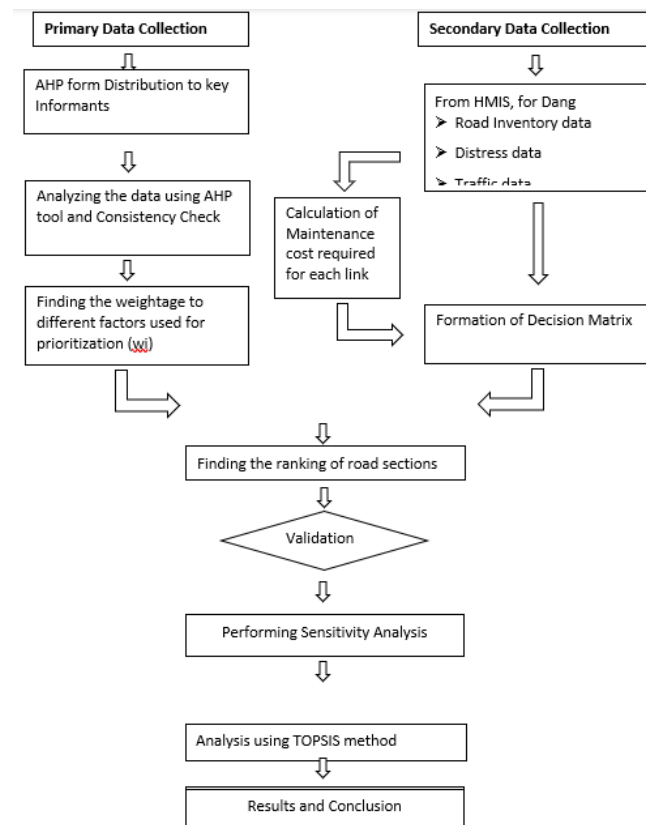 Primary Data Collection
Secondary Data Collection
AHP form Distribution to key
Informants
From HMIS, for Dang
➤ Road Inventory data
➤ Distress data
➤ Traffic data
Analyzing the data using AHP
tool and Consistency Check
Calculation of
Maintenance
cost required
for each link
Finding the weightage to
different factors used for
prioritization (wi)
Formation of Decision Matrix
Finding the ranking of road sections
Validation
Performing Sensitivity Analysis
Analysis using TOPSIS method
Results and Conclusion